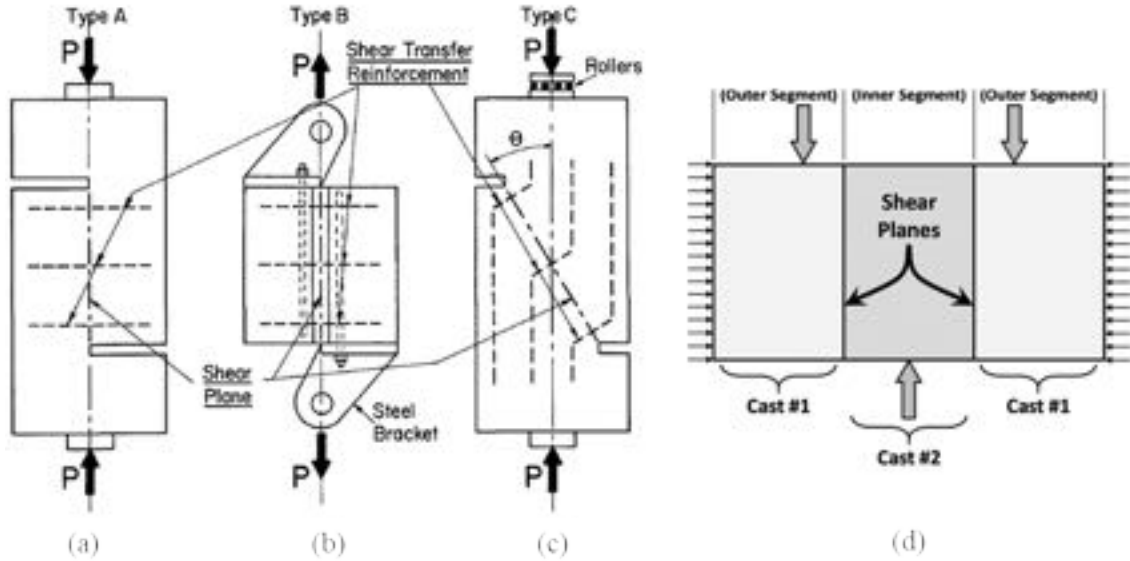 Type A
P
P
(a)
Type B
P
Shear Transfer
Reinforcement
Shear
Plane
Steel
Bracket
P
(b)
Type C
P
Rollers
Θ
P
(c)
(Outer Segment)
(Inner Segment)
(Outer Segment)
Shear
Planes
Cast #1
Cast #2
Cast #1
(d)